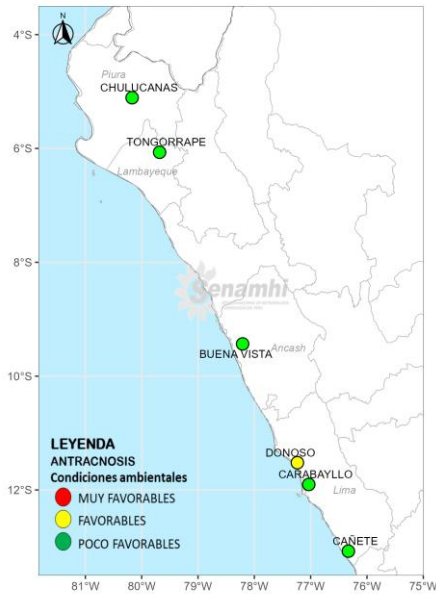 N
4°S
Piura
CHULUCANAS
6°S
TONGORRAPE
Lambayeque
8°S
Senamhi
BUENA VISTA
Ancash
10°S
LEYENDA
ANTRACNOSIS
Condiciones ambientales
MUY FAVORABLES
FAVORABLES
POCO FAVORABLES
DONOSO
CARABAYLLO
12°S
Lima
CAÑETE
81°W
80°W
79°W
78°W
77°W
76°W
75°W